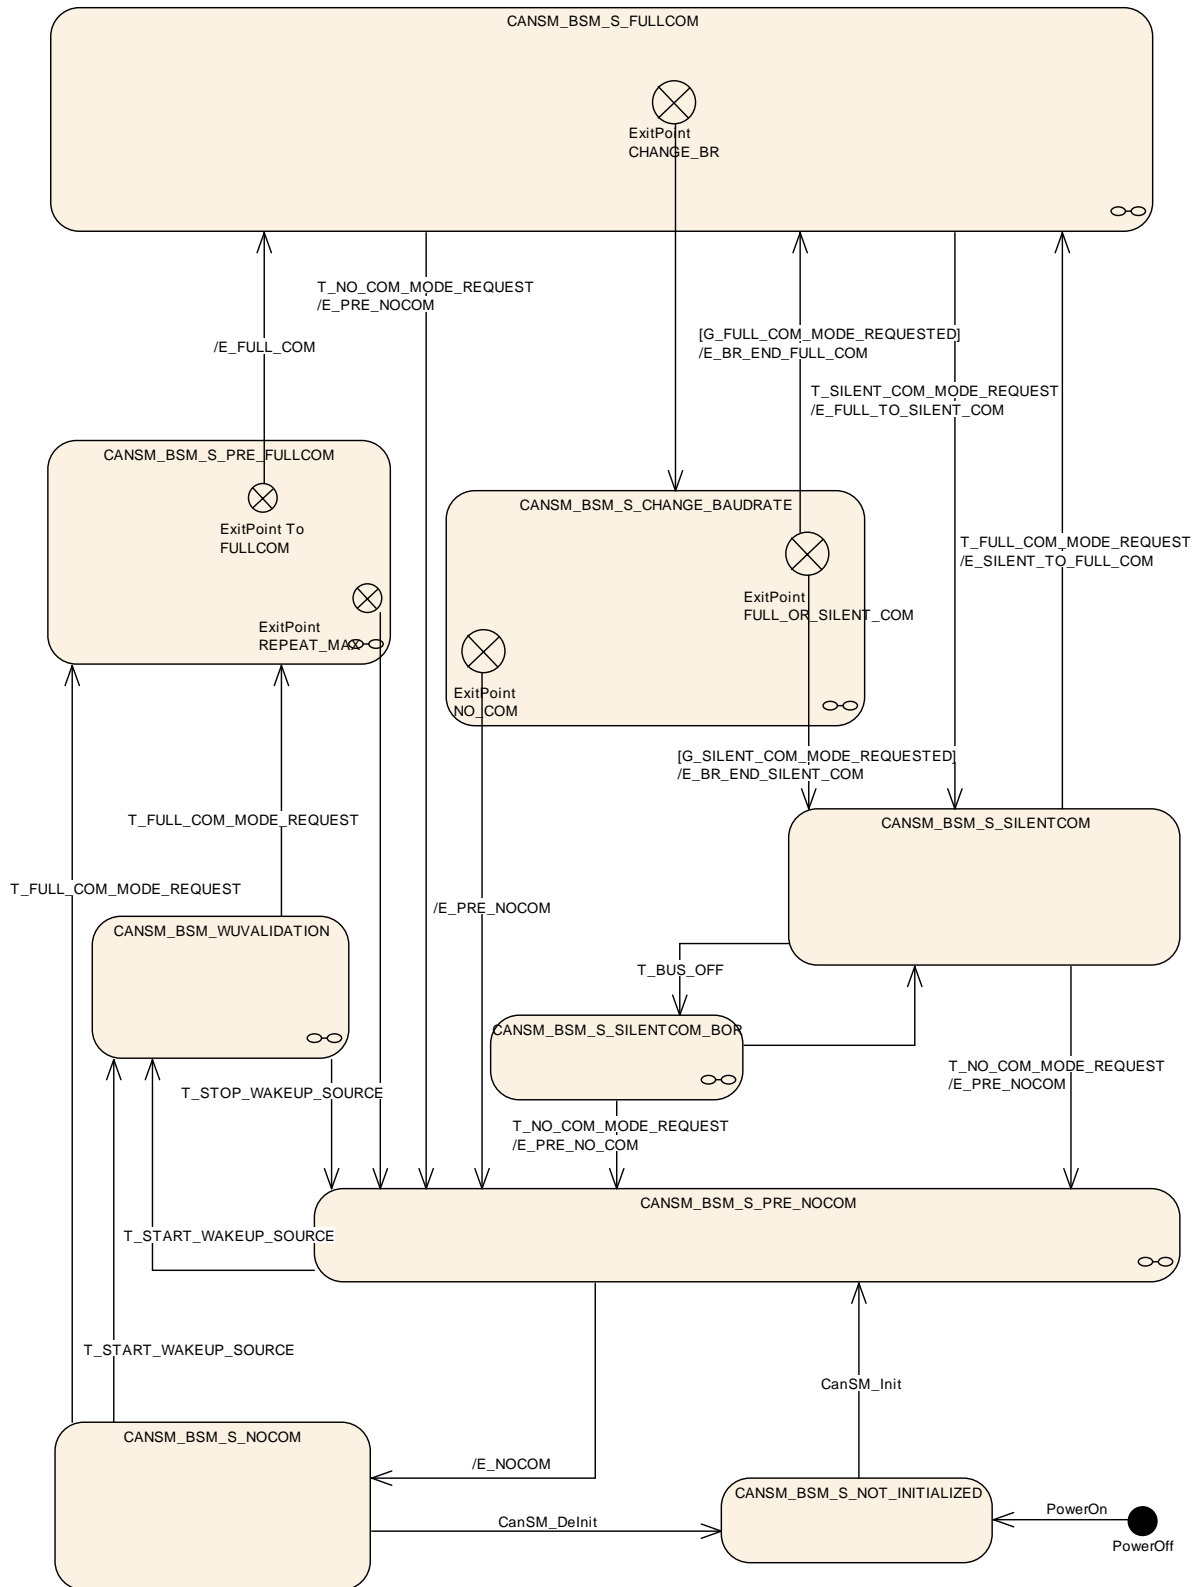 CANSM_BSM_S_FULLCOM
ExitPoint
CHANGE_BR
T_NO_COM_MODE_REQUEST
/E_PRE_NOCOM
/E_FULL_COM
[G_FULL_COM_MODE_REQUESTED]
/E_BR_END_FULL_COM
T_SILENT_COM_MODE_REQUEST
/E_FULL_TO_SILENT_COM
CANSM_BSM_S_PRE_FULLCOM
ExitPoint To
FULLCOM
ExitPoint
REPEAT_MAX
CANSM_BSM_S_CHANGE_BAUDRATE
ExitPoint
FULL_OR_SILENT_COM
ExitPoint
NO_COM
T_FULL_COM_MODE_REQUEST
/E_SILENT_TO_FULL_COM
[G_SILENT_COM_MODE_REQUESTED]
/E_BR_END_SILENT_COM
T_FULL_COM_MODE_REQUEST
CANSM_BSM_S_SILENTCOM
T_FULL_COM_MODE_REQUEST
/E_PRE_NOCOM
CANSM_BSM_WUVALIDATION
T_BUS_OFF
CANSM_BSM_S_SILENTCOM_BOR
T_NO_COM_MODE_REQUEST
/E_PRE_NOCOM
T_STOP_WAKEUP_SOURCE
T_NO_COM_MODE_REQUEST
/E_PRE_NO_COM
CANSM_BSM_S_PRE_NOCOM
T_START_WAKEUP_SOURCE
T_START_WAKEUP_SOURCE
CanSM_Init
CANSM_BSM_S_NOCOM
/E_NOCOM
CANSM_BSM_S_NOT_INITIALIZED
CanSM_DeInit
PowerOn
PowerOff